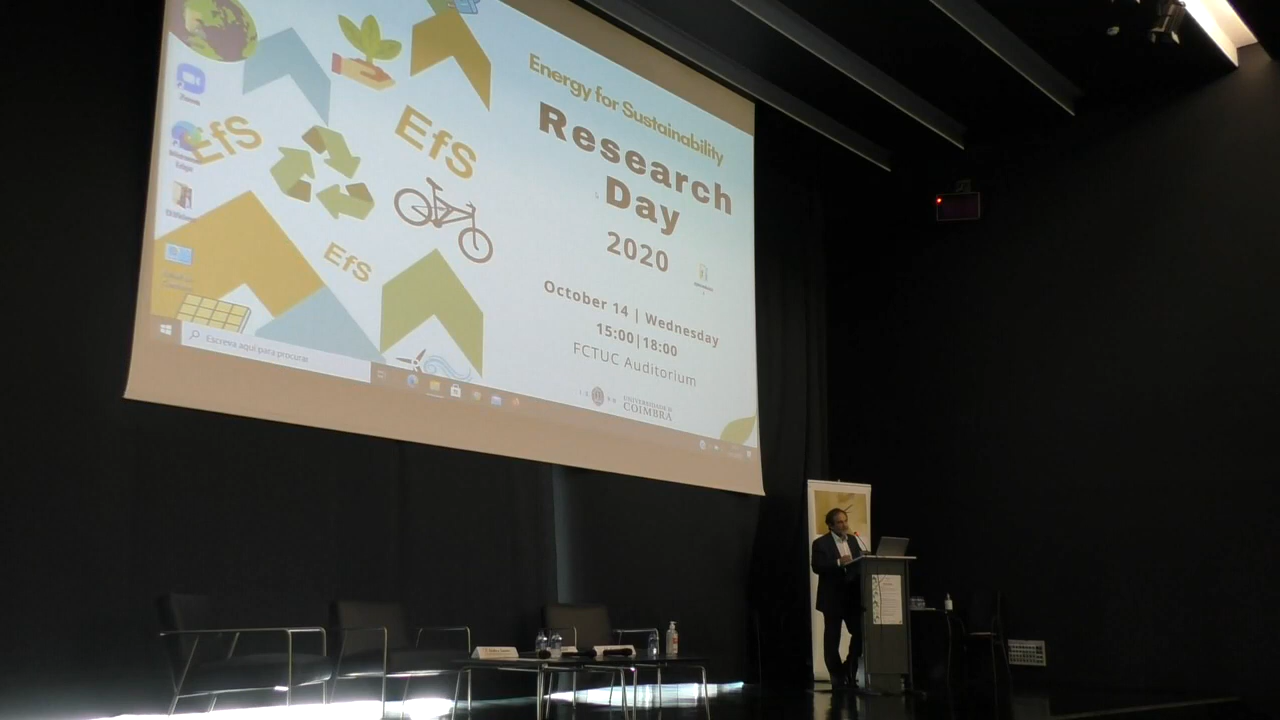 Energy for Sustainability
Research
Day
2020
October 14 | Wednesday
15:00|18:00
FCTUC Auditorium
UNIVERSIDADE D
COIMBRA
EfS
EfS
EfS
Zoom
Edge
Escreva aqui para procurar